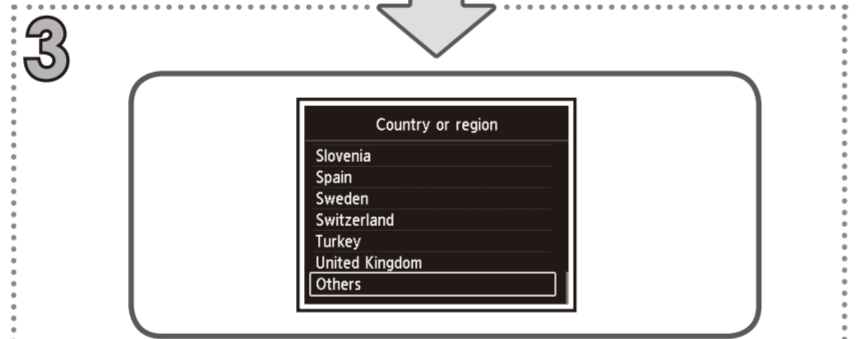 3
Country or region
Slovenia
Spain
Sweden
Switzerland
Turkey
United Kingdom
Others